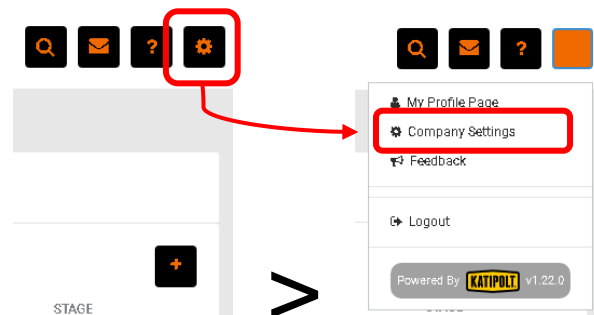 ?
?
My Profile Page
Company Settings
Feedback
Logout
Powered By KATIPOLT v1.22.0
+
STAGE
>